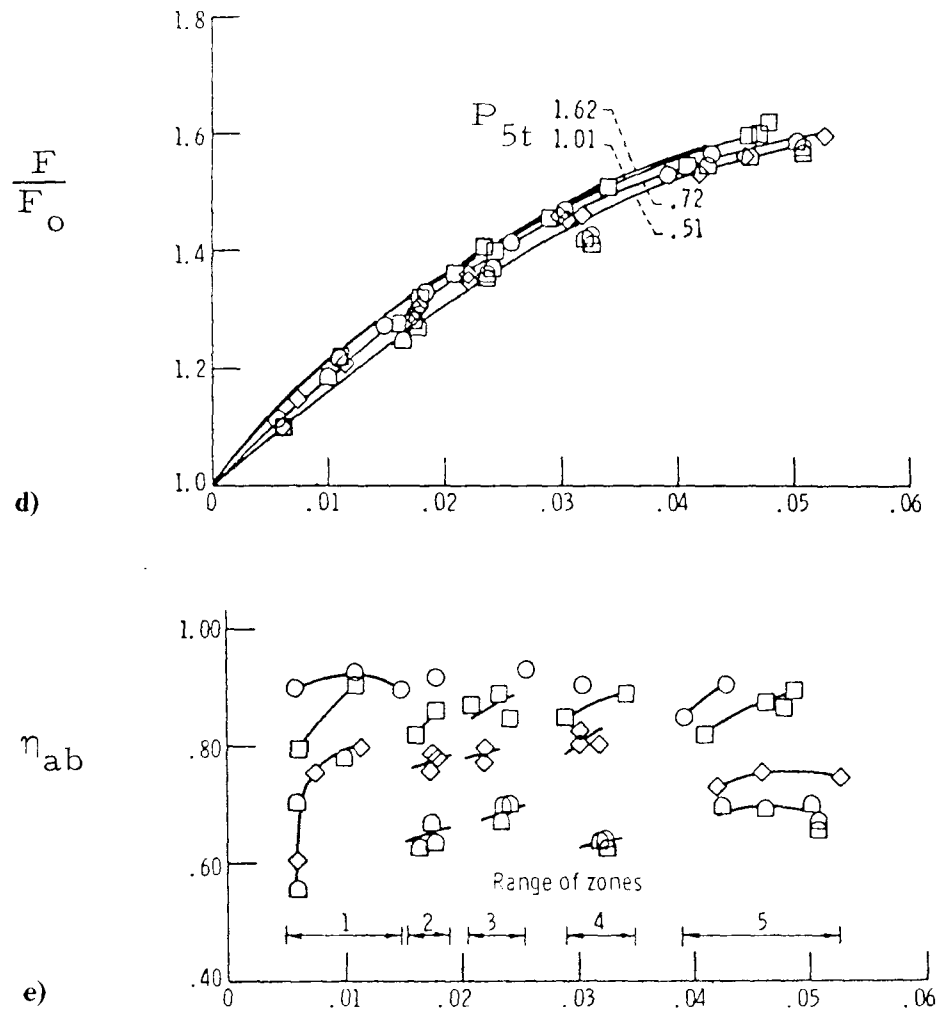 1.8
1.6
1.4
1.2
1.0
F
F o
P 5t
1.62
1.01
.72
.51
0 .01 .02 .03 .04 .05 .06
d)
1.00
.80
.60
.40
η ab
Range of zones
1 2 3 4 5
0 .01 .02 .03 .04 .05 .06
e)